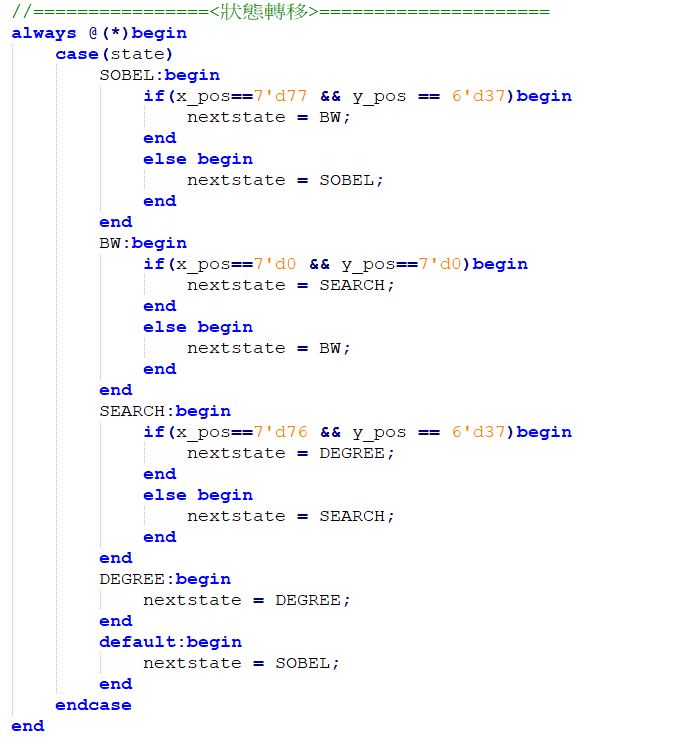 //================<狀態轉移>=====================
always @(*)begin
    case(state)
        SOBEL:begin
            if(x_pos==7'd77 && y_pos == 6'd37)begin
                nextstate = BW;
            end
            else begin
                nextstate = SOBEL;
            end
        end
        BW:begin
            if(x_pos==7'd0 && y_pos==7'd0)begin
                nextstate = SEARCH;
            end
            else begin
                nextstate = BW;
            end
        end
        SEARCH:begin
            if(x_pos==7'd76 && y_pos == 6'd37)begin
                nextstate = DEGREE;
            end
            else begin
                nextstate = SEARCH;
            end
        end
        DEGREE:begin
            nextstate = DEGREE;
        end
        default:begin
            nextstate = SOBEL;
        end
    endcase
end